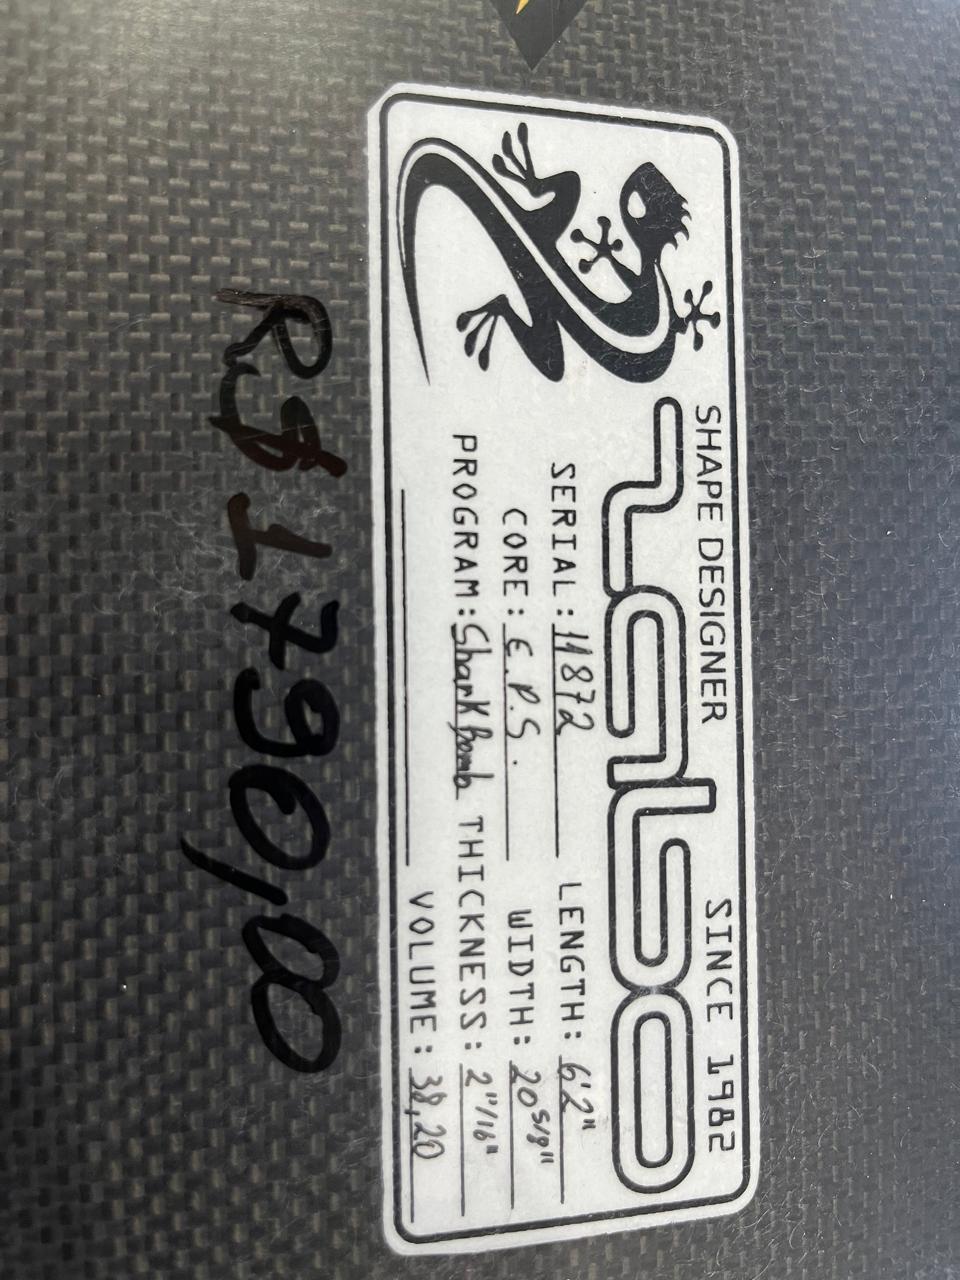 SHAPE DESIGNER SINCE 1982
SERIAL: 11872 LENGTH: 6'2"
CORE: E.P.S. WIDTH: 20 5/8"
PROGRAM: Shark Bomb THICKNESS: 2 11/16"
VOLUME: 38,20
R$ 1790,00